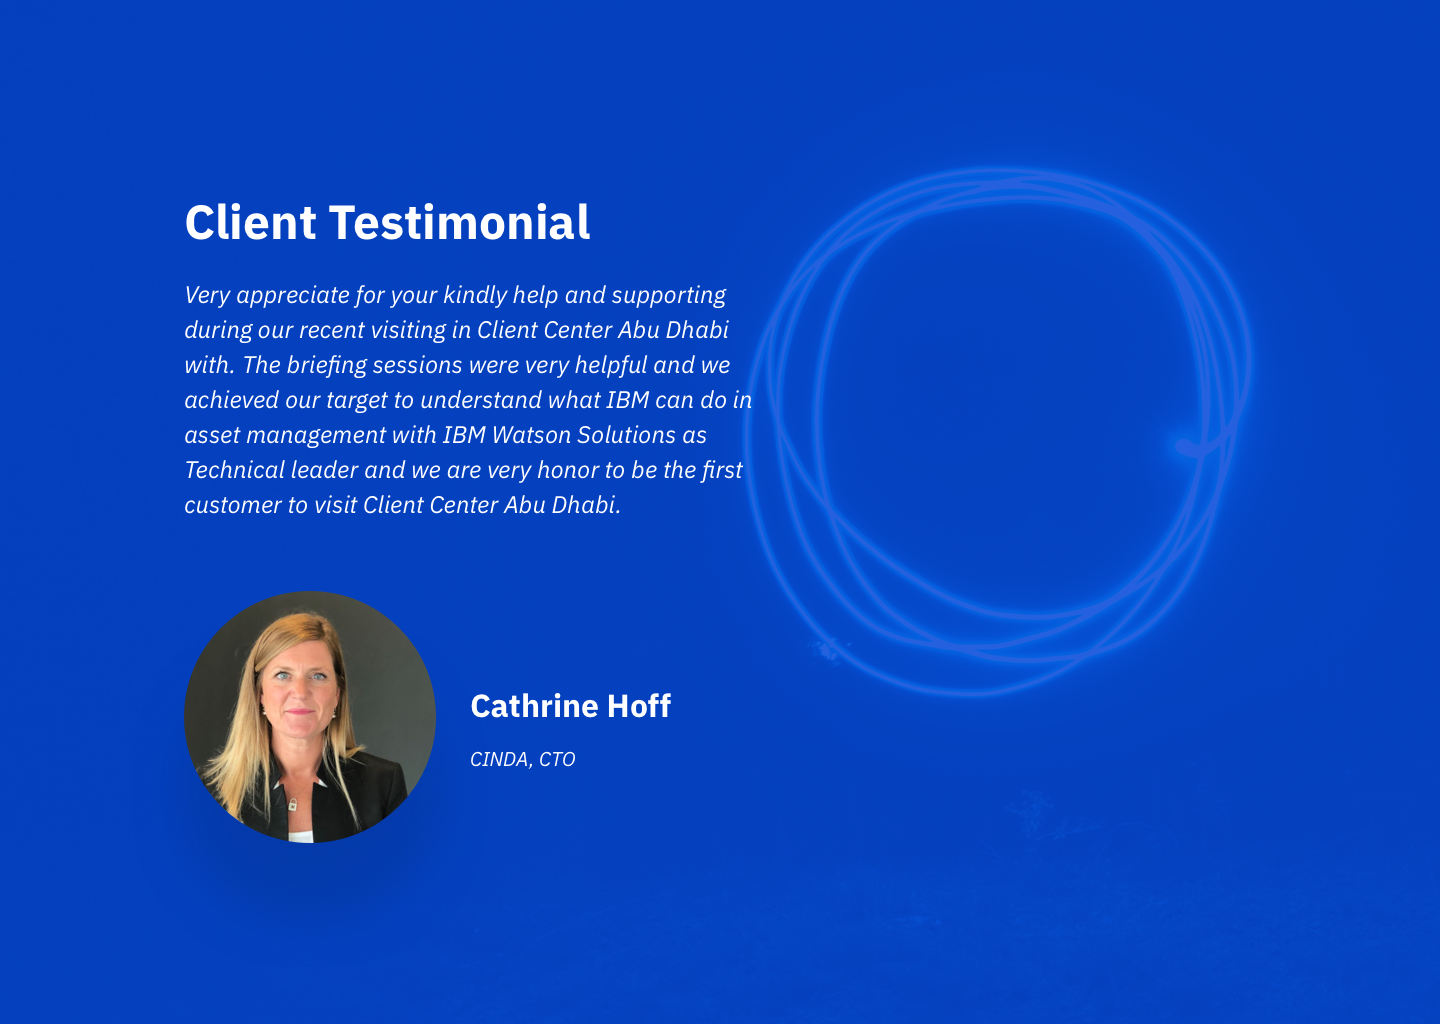 Client Testimonial
Very appreciate for your kindly help and supporting
during our recent visiting in Client Center Abu Dhabi
with. The briefing sessions were very helpful and we
achieved our target to understand what IBM can do in
asset management with IBM Watson Solutions as
Technical leader and we are very honor to be the first
customer to visit Client Center Abu Dhabi.
Cathrine Hoff
CINDA, CTO